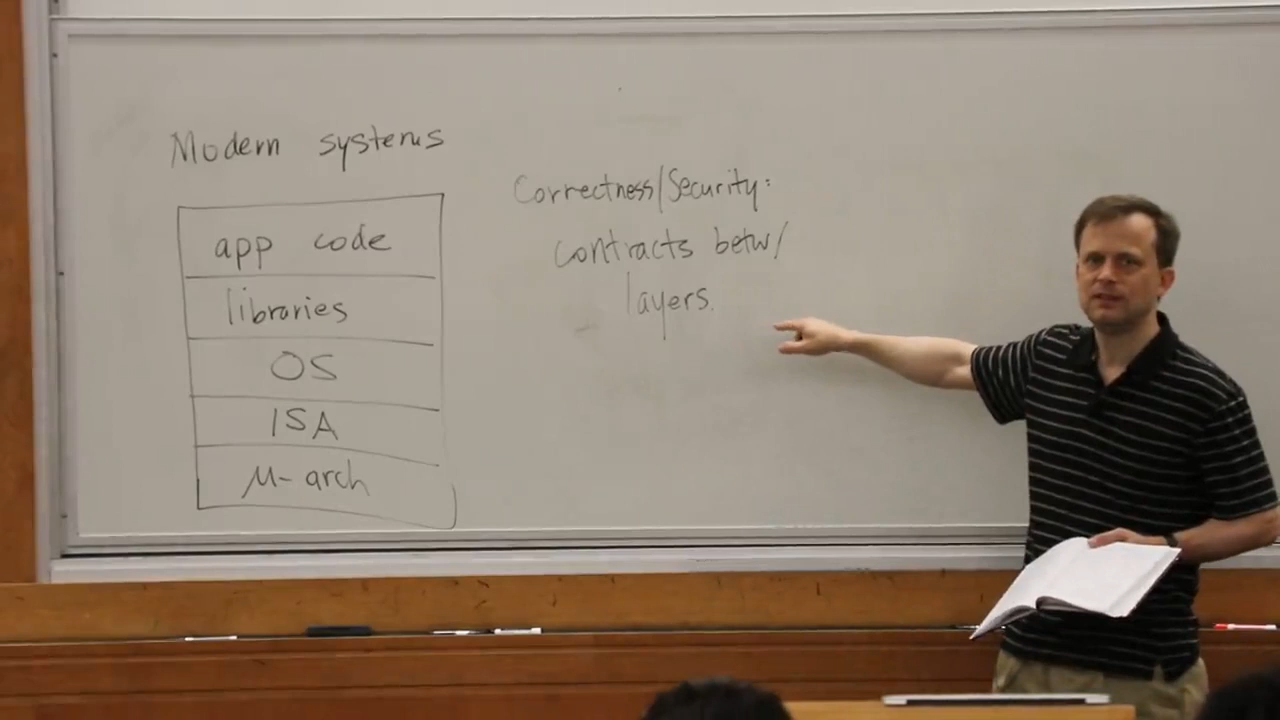 Modern systems
app code
libraries
OS
ISA
μ-arch
Correctness/Security:
contracts betw/
layers.